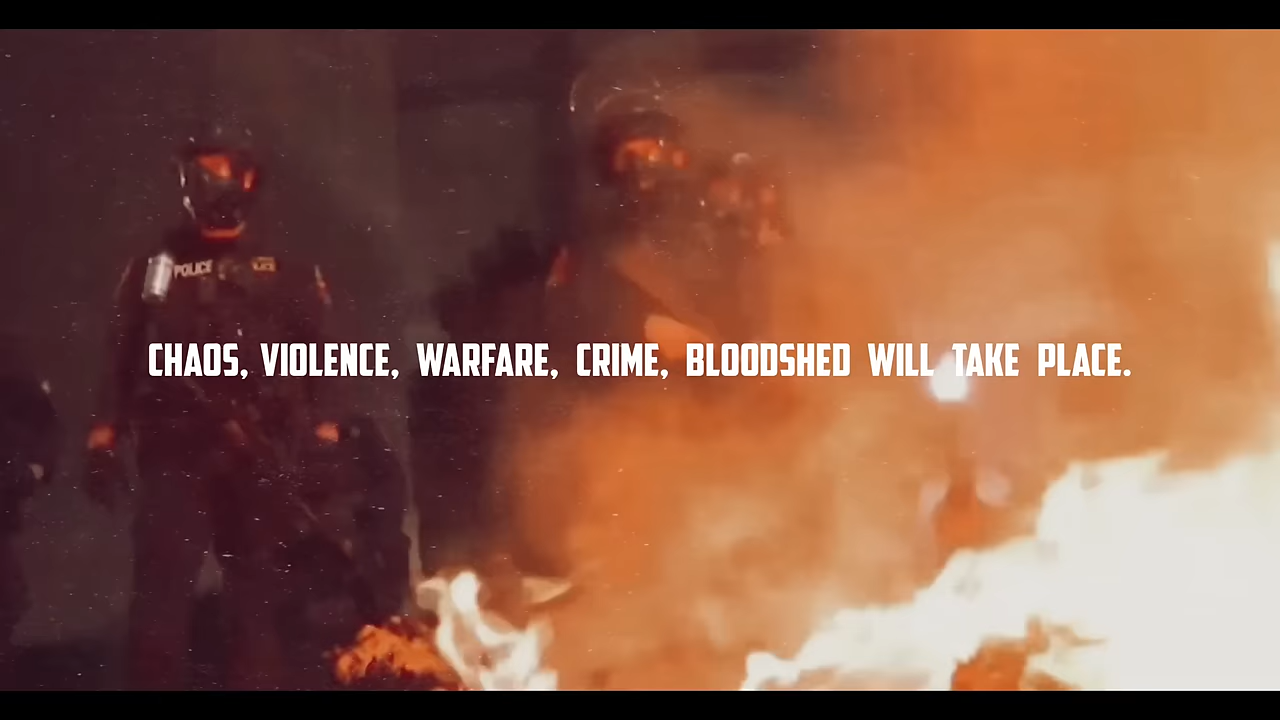 POLICE
CHAOS, VIOLENCE, WARFARE, CRIME, BLOODSHED WILL TAKE PLACE.